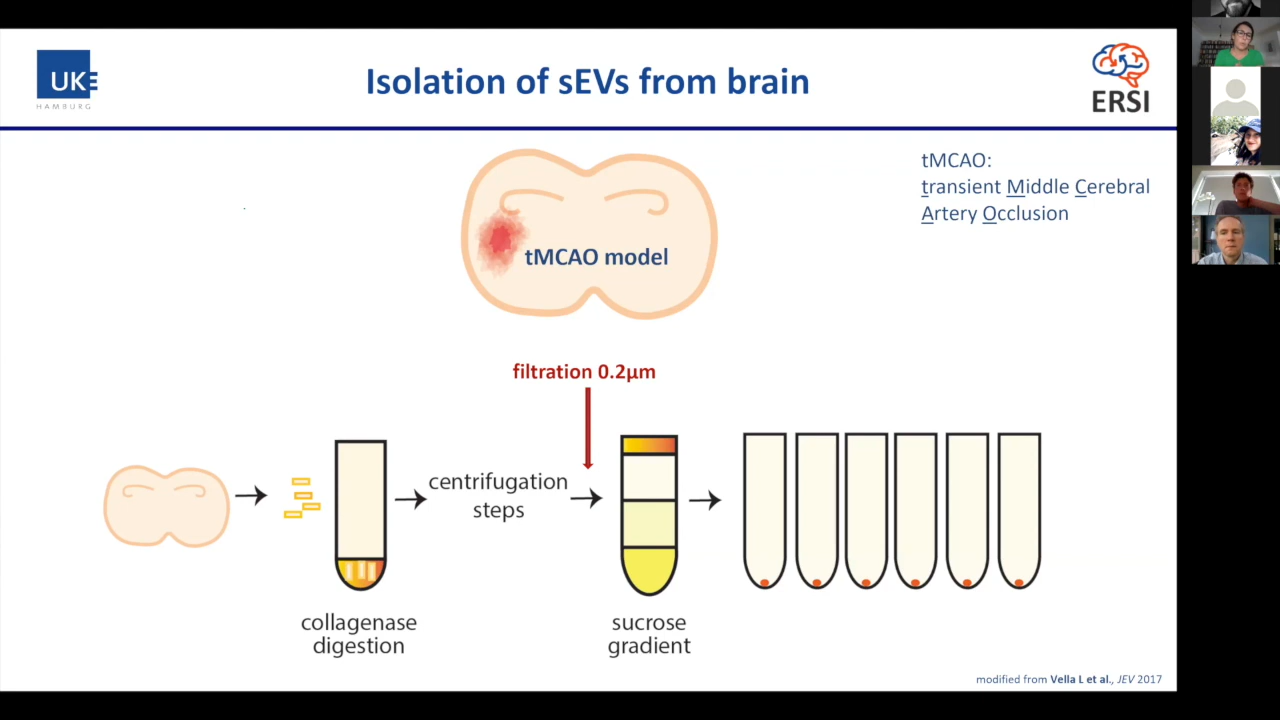 UKE
HAMBURG
Isolation of sEVs from brain
ERSI
tMCAO:
transient Middle Cerebral
Artery Occlusion
tMCAO model
filtration 0.2µm
centrifugation
steps
collagenase
digestion
sucrose
gradient
modified from Vella L et al., JEV 2017